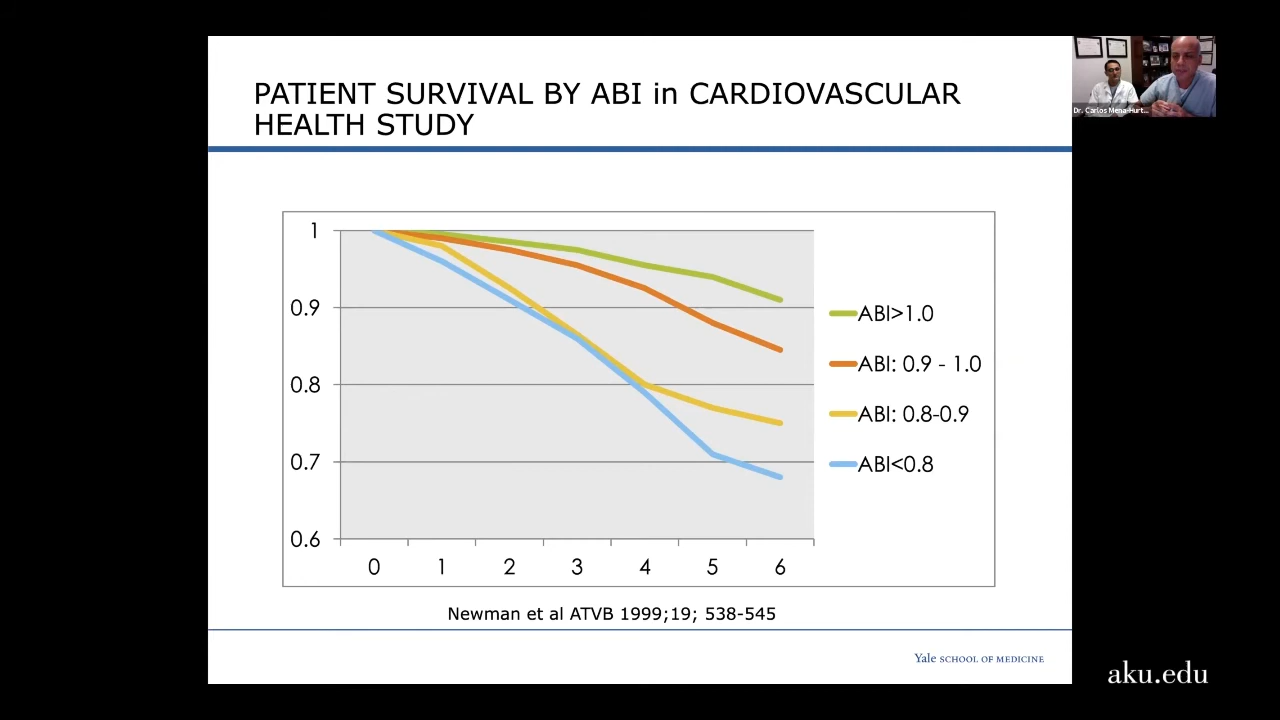 PATIENT SURVIVAL BY ABI in CARDIOVASCULAR
HEALTH STUDY
Dr. Carlos Mena-Hurt...
1
0.9
0.8
0.7
0.6
0 1 2 3 4 5 6
ABI>1.0
ABI: 0.9 - 1.0
ABI: 0.8-0.9
ABI<0.8
Newman et al ATVB 1999;19; 538-545
Yale SCHOOL OF MEDICINE
aku.edu